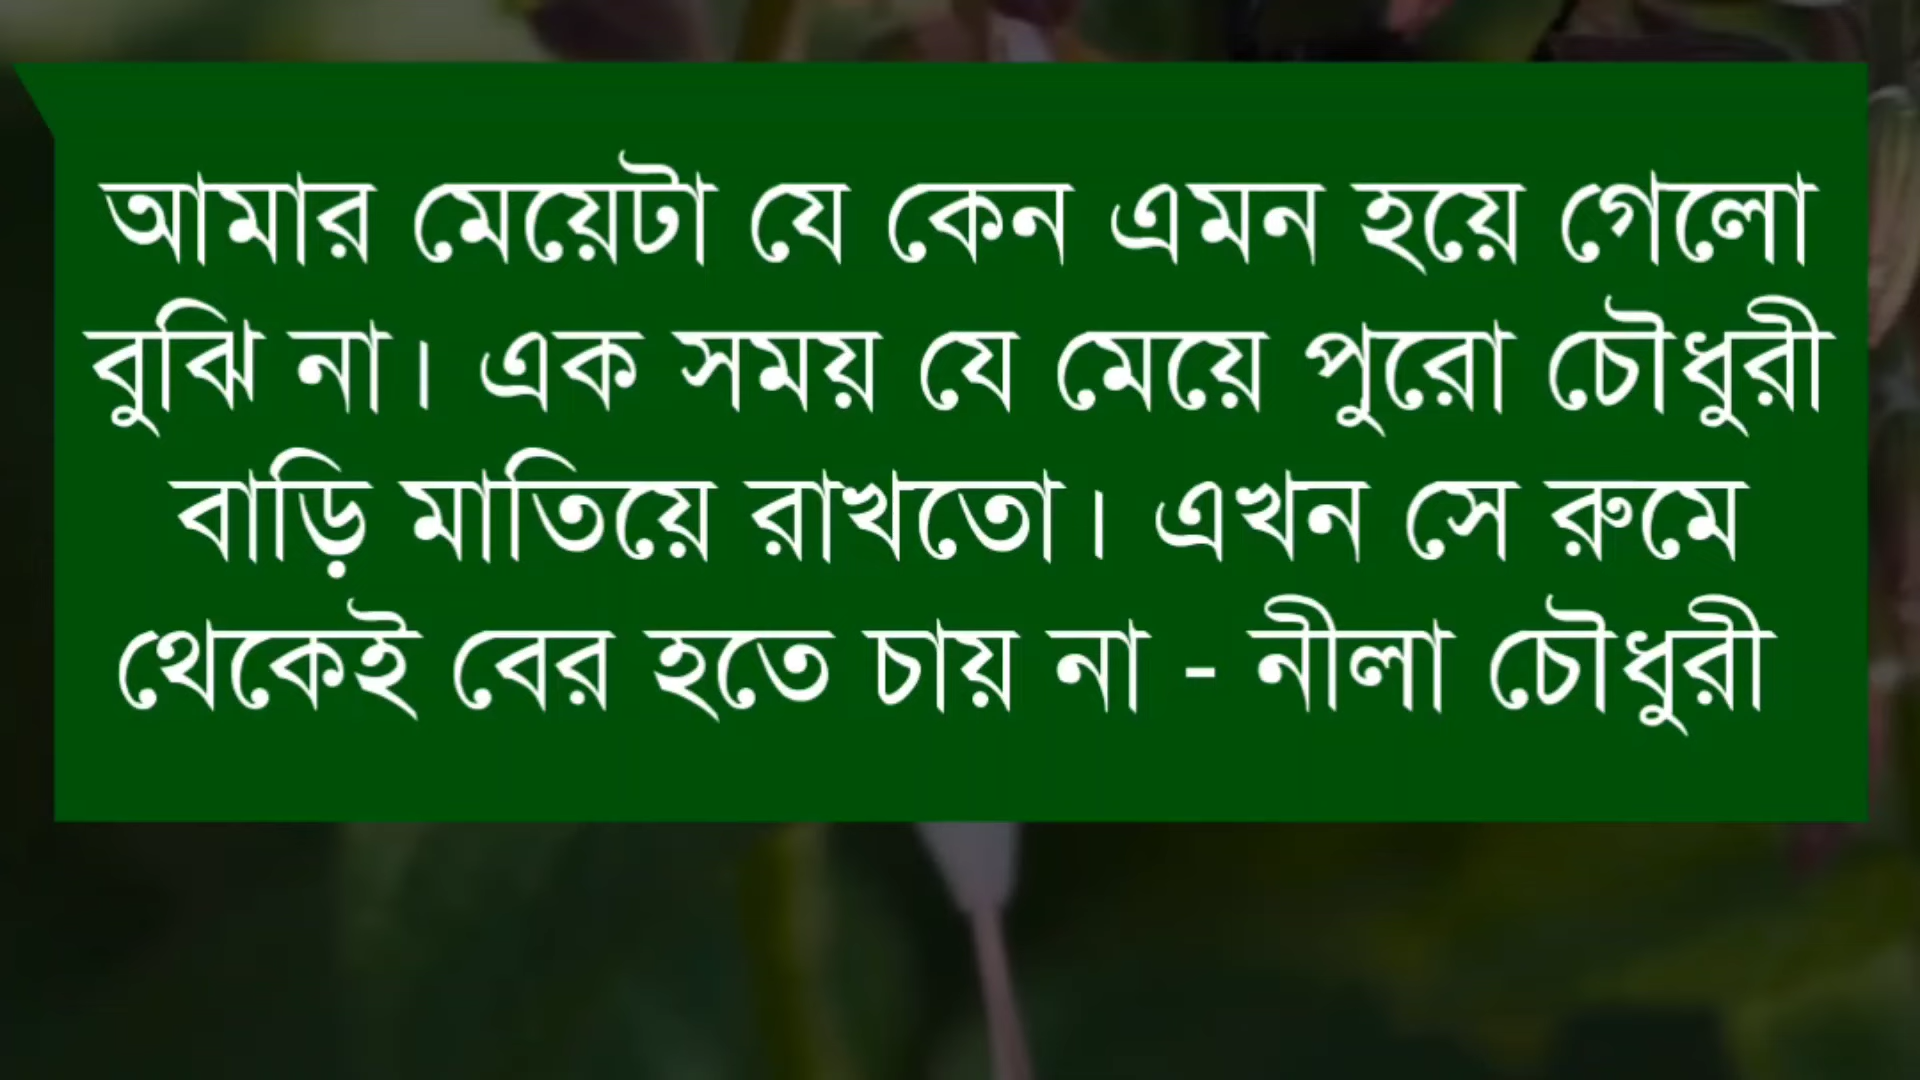 আমার মেয়েটা যে কেন এমন হয়ে গেলো
বুঝি না। এক সময় যে মেয়ে পুরো চৌধুরী
বাড়ি মাতিয়ে রাখতো। এখন সে রুমে
থেকেই বের হতে চায় না - নীলা চৌধুরী